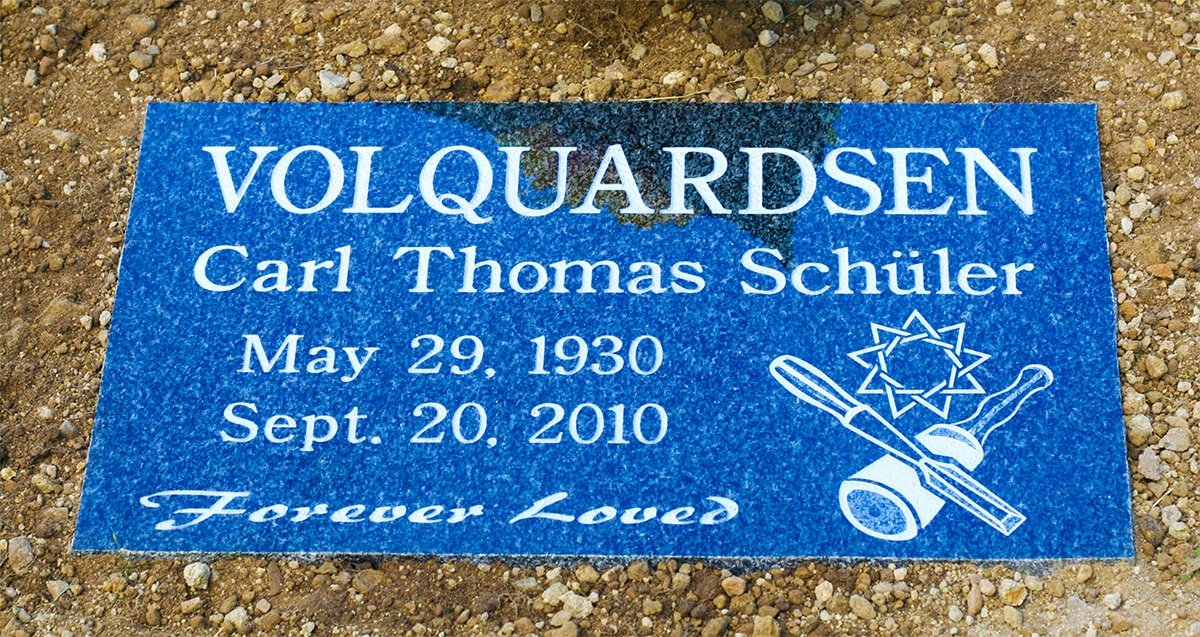 VOLQUARDSEN
Carl Thomas Schüler
May 29, 1930
Sept. 20, 2010
Forever Loved